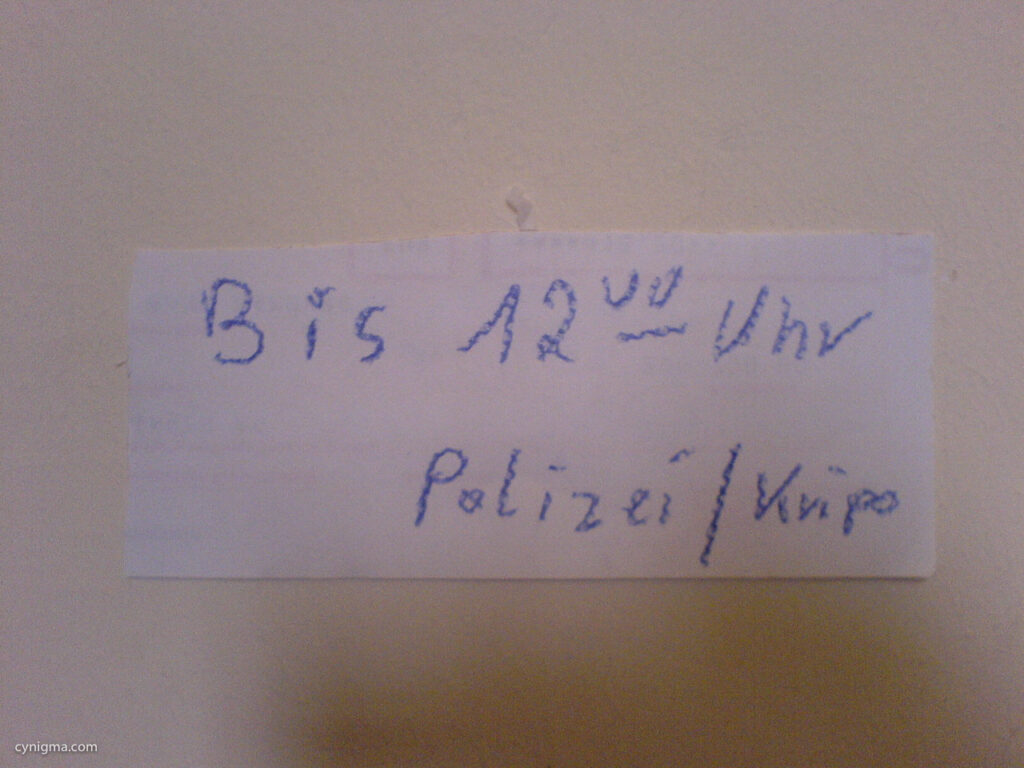 Bis 12⁰⁰ Uhr
Polizei/Kripo
cynigma.com